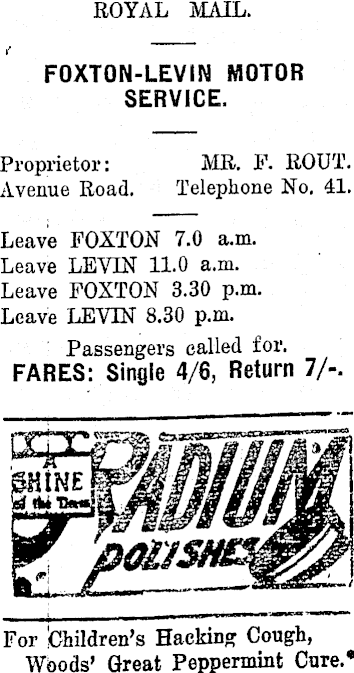 ROYAL MAIL.
FOXTON-LEVIN MOTOR
SERVICE.
Proprietor: MR. F. ROUT.
Avenue Road. Telephone No. 41.
Leave FOXTON 7.0 a.m.
Leave LEVIN 11.0 a.m.
Leave FOXTON 3.30 p.m.
Leave LEVIN 8.30 p.m.
Passengers called for.
FARES: Single 4/6, Return 7/-.
A
SHINE
RADIUM
POLISHES
For Children's Hacking Cough,
Woods' Great Peppermint Cure.*